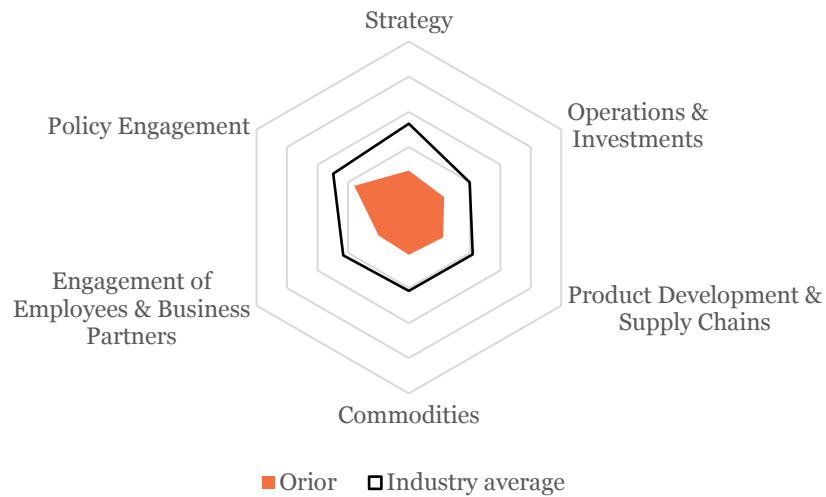 Strategy
Operations &
Investments
Policy Engagement
Engagement of
Employees & Business
Partners
Product Development &
Supply Chains
Commodities
Orior
Industry average